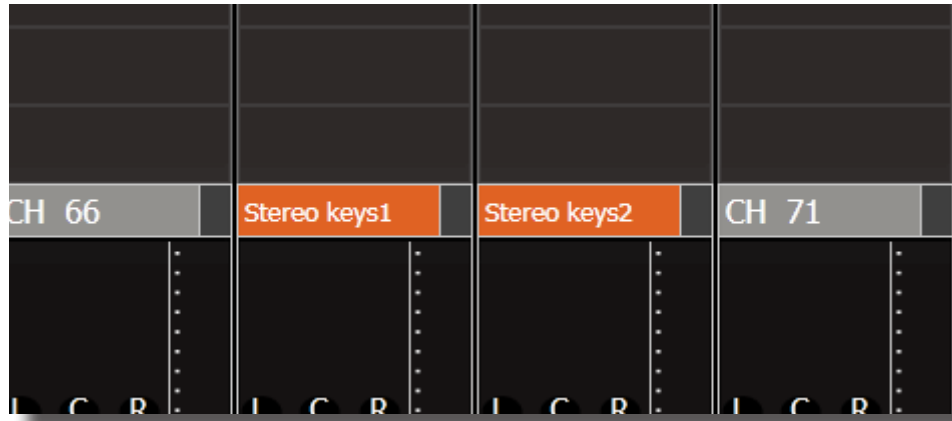 CH 66
Stereo keys1
Stereo keys2
CH 71
L C R
L C R
L C R
L C R